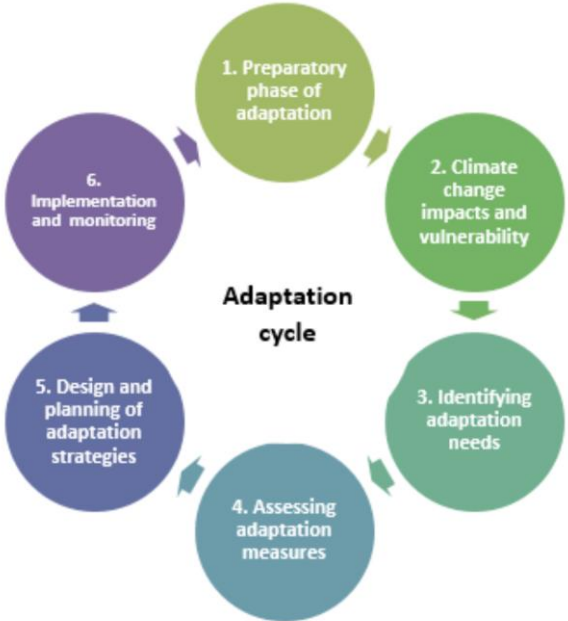 1. Preparatory
phase of
adaptation
2. Climate
change
impacts and
vulnerability
3. Identifying
adaptation
needs
4. Assessing
adaptation
measures
5. Design and
planning of
adaptation
strategies
6.
Implementation
and monitoring
Adaptation
cycle